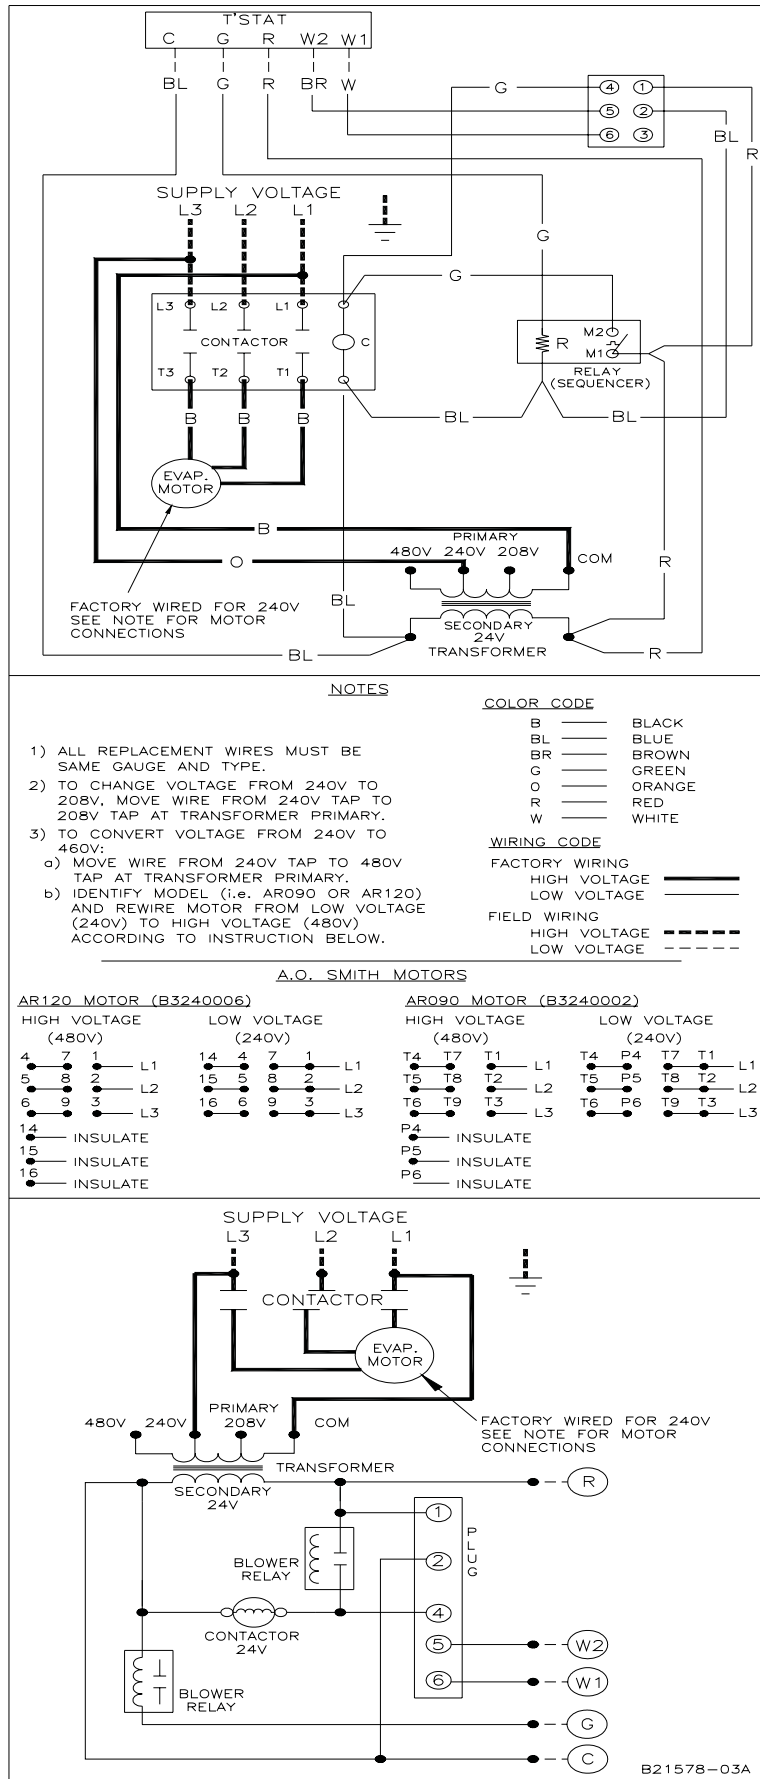 T'STAT
C G R W2 W1
BL G R BR W
G
4 1
5 2
6 3
BL
R
SUPPLY VOLTAGE
L3 L2 L1
G
G
L3 L2 L1
M2
CONTACTOR C
R
M1
T3 T2 T1
RELAY
(SEQUENCER)
B B B
BL
BL
EVAP.
MOTOR
B
PRIMARY
480V 240V 208V
COM
O
R
BL
FACTORY WIRED FOR 240V
SEE NOTE FOR MOTOR
CONNECTIONS
SECONDARY
24V
TRANSFORMER
BL
R
NOTES
1) ALL REPLACEMENT WIRES MUST BE
SAME GAUGE AND TYPE.
2) TO CHANGE VOLTAGE FROM 240V TO
208V, MOVE WIRE FROM 240V TAP TO
208V TAP AT TRANSFORMER PRIMARY.
3) TO CONVERT VOLTAGE FROM 240V TO
460V:
a) MOVE WIRE FROM 240V TAP TO 480V
TAP AT TRANSFORMER PRIMARY.
b) IDENTIFY MODEL (i.e. AR090 OR AR120)
AND REWIRE MOTOR FROM LOW VOLTAGE
(240V) TO HIGH VOLTAGE (480V)
ACCORDING TO INSTRUCTION BELOW.
COLOR CODE
B BLACK
BL BLUE
BR BROWN
G GREEN
O ORANGE
R RED
W WHITE
WIRING CODE
FACTORY WIRING
HIGH VOLTAGE
LOW VOLTAGE
FIELD WIRING
HIGH VOLTAGE
LOW VOLTAGE
A.O. SMITH MOTORS
AR120 MOTOR (B3240006)
HIGH VOLTAGE
(480V)
4 7 1 L1
5 8 2 L2
6 9 3 L3
14 INSULATE
15 INSULATE
16 INSULATE
LOW VOLTAGE
(240V)
14 4 7 1 L1
15 5 8 2 L2
16 6 9 3 L3
AR090 MOTOR (B3240002)
HIGH VOLTAGE
(480V)
T4 T7 T1 L1
T5 T8 T2 L2
T6 T9 T3 L3
P4 INSULATE
P5 INSULATE
P6 INSULATE
LOW VOLTAGE
(240V)
T4 P4 T7 T1 L1
T5 P5 T8 T2 L2
T6 P6 T9 T3 L3
SUPPLY VOLTAGE
L3 L2 L1
CONTACTOR
EVAP.
MOTOR
PRIMARY
480V 240V 208V COM
FACTORY WIRED FOR 240V
SEE NOTE FOR MOTOR
CONNECTIONS
TRANSFORMER
SECONDARY
24V
R
1
PLUG
2
BLOWER
RELAY
4
CONTACTOR
24V
5 W2
6 W1
BLOWER
RELAY
G
C
B21578-03A